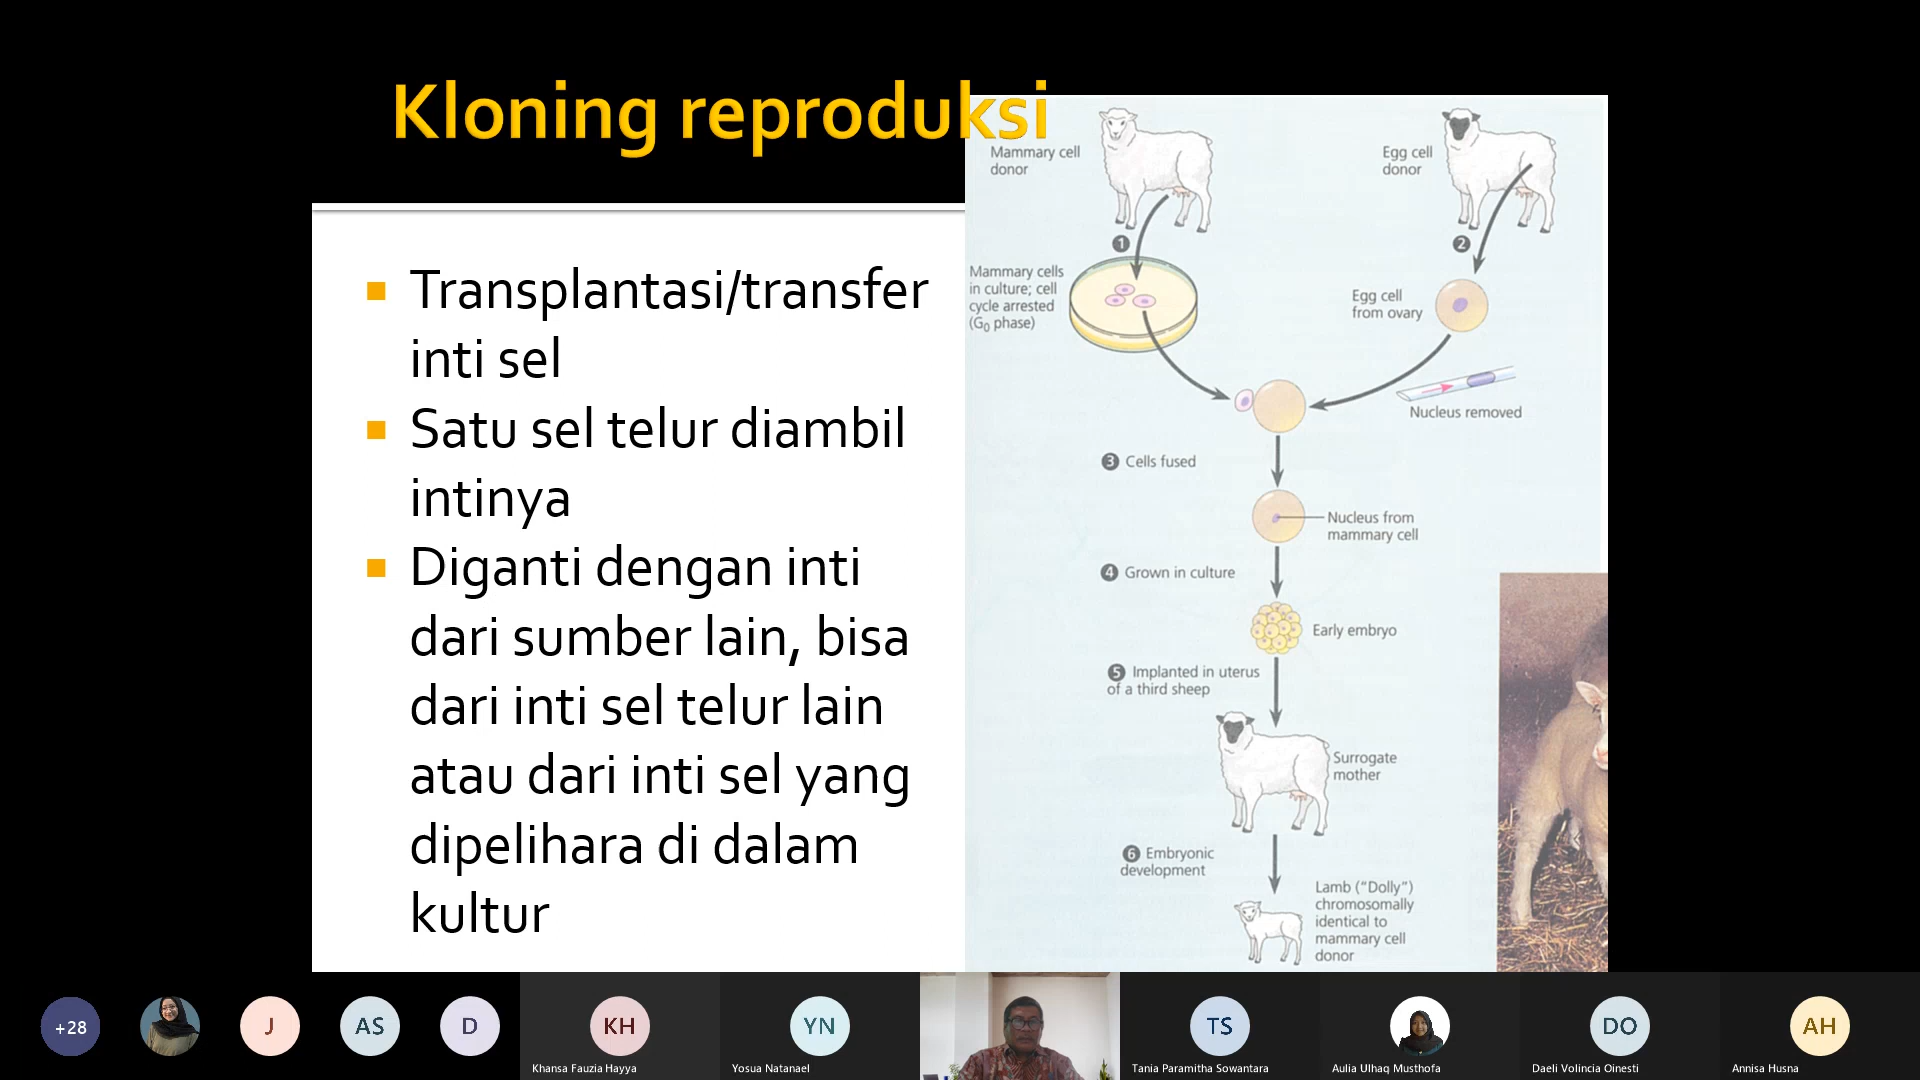 Kloning reproduksi
Transplantasi/transfer
inti sel
Satu sel telur diambil
intinya
Diganti dengan inti
dari sumber lain, bisa
dari inti sel telur lain
atau dari inti sel yang
dipelihara di dalam
kultur
Mammary cell
donor
Egg cell
donor
1
2
Mammary cells
in culture; cell
cycle arrested
(G₀ phase)
Egg cell
from ovary
Nucleus removed
3 Cells fused
Nucleus from
mammary cell
4 Grown in culture
Early embryo
5 Implanted in uterus
of a third sheep
Surrogate
mother
6 Embryonic
development
Lamb ("Dolly")
chromosomally
identical to
mammary cell
donor
+28
J
AS
D
KH
Khansa Fauzia Hayya
YN
Yosua Natanael
TS
Tania Paramitha Sowantara
Aulia Ulhaq Musthofa
DO
Daeli Volincia Oinesti
AH
Annisa Husna